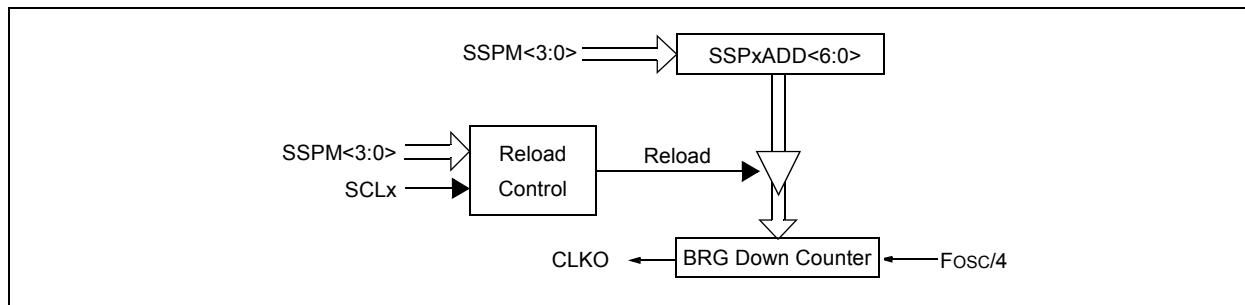 SSPM<3:0>
SSPxADD<6:0>
SSPM<3:0>
Reload
Control
Reload
SCLx
CLKO
BRG Down Counter
FOSC/4